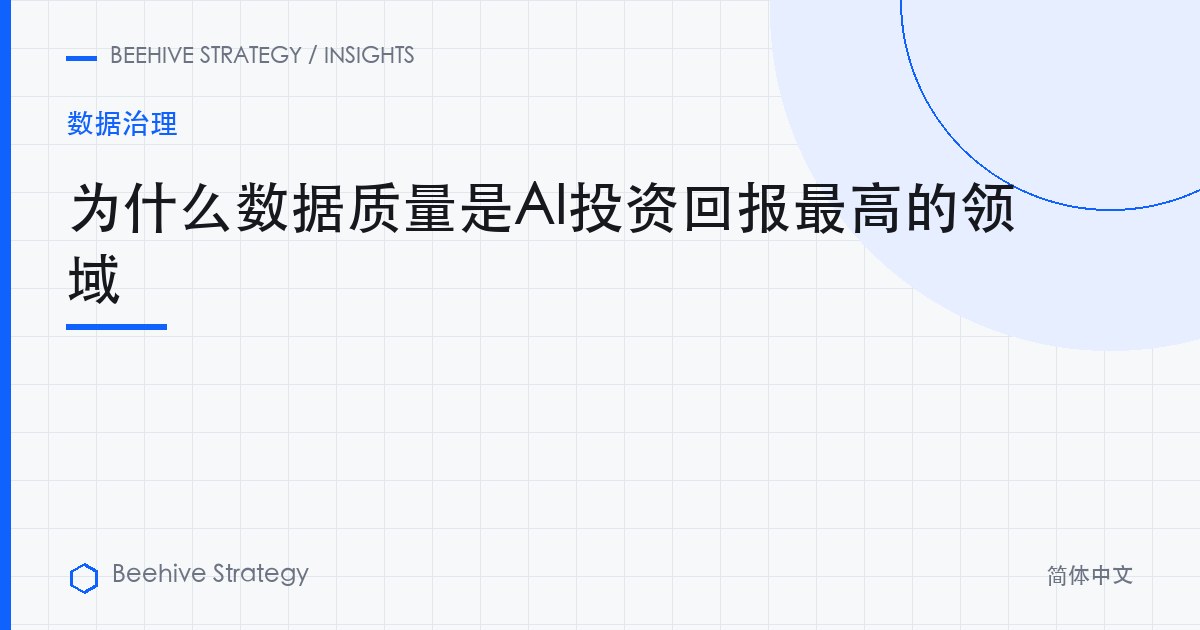 BEEHIVE STRATEGY / INSIGHTS
数据治理
为什么数据质量是AI投资回报最高的领
域
Beehive Strategy
简体中文